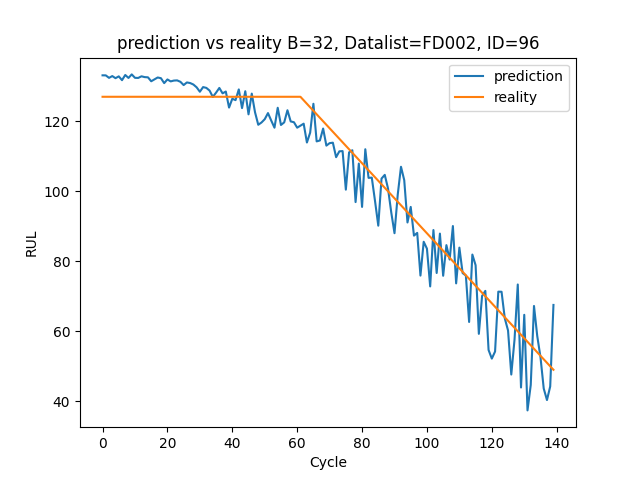 prediction vs reality B=32, Datalist=FD002, ID=96
prediction
reality
RUL
120
100
80
60
40
0 20 40 60 80 100 120 140
Cycle